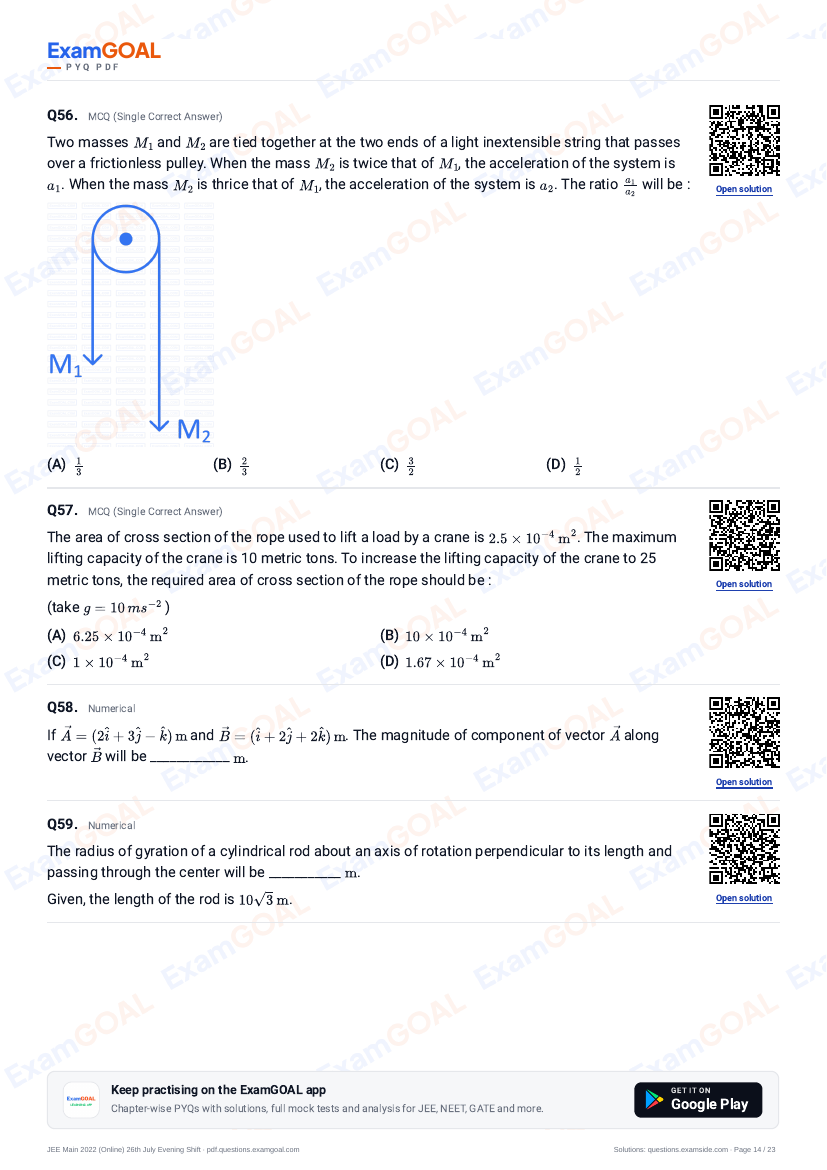 ExamGOAL
PYQ PDF
Q56. MCQ (Single Correct Answer)
Two masses M₁ and M₂ are tied together at the two ends of a light inextensible string that passes
over a frictionless pulley. When the mass M₂ is twice that of M₁, the acceleration of the system is
a₁. When the mass M₂ is thrice that of M₁, the acceleration of the system is a₂. The ratio a₁/a₂ will be :
Open solution
M₁
M₂
(A) 1/3 (B) 2/3 (C) 3/2 (D) 1/2
Q57. MCQ (Single Correct Answer)
The area of cross section of the rope used to lift a load by a crane is 2.5 × 10⁻⁴ m². The maximum
lifting capacity of the crane is 10 metric tons. To increase the lifting capacity of the crane to 25
metric tons, the required area of cross section of the rope should be :
(take g = 10 ms⁻² )
Open solution
(A) 6.25 × 10⁻⁴ m² (B) 10 × 10⁻⁴ m²
(C) 1 × 10⁻⁴ m² (D) 1.67 × 10⁻⁴ m²
Q58. Numerical
If A⃗ = (2î + 3ĵ − k̂) m and B⃗ = (î + 2ĵ + 2k̂) m. The magnitude of component of vector A⃗ along
vector B⃗ will be ____________ m.
Open solution
Q59. Numerical
The radius of gyration of a cylindrical rod about an axis of rotation perpendicular to its length and
passing through the center will be ___________ m.
Given, the length of the rod is 10√3 m.
Open solution
Keep practising on the ExamGOAL app
Chapter-wise PYQs with solutions, full mock tests and analysis for JEE, NEET, GATE and more.
GET IT ON
Google Play
JEE Main 2022 (Online) 26th July Evening Shift · pdf.questions.examgoal.com
Solutions: questions.examside.com · Page 14 / 23